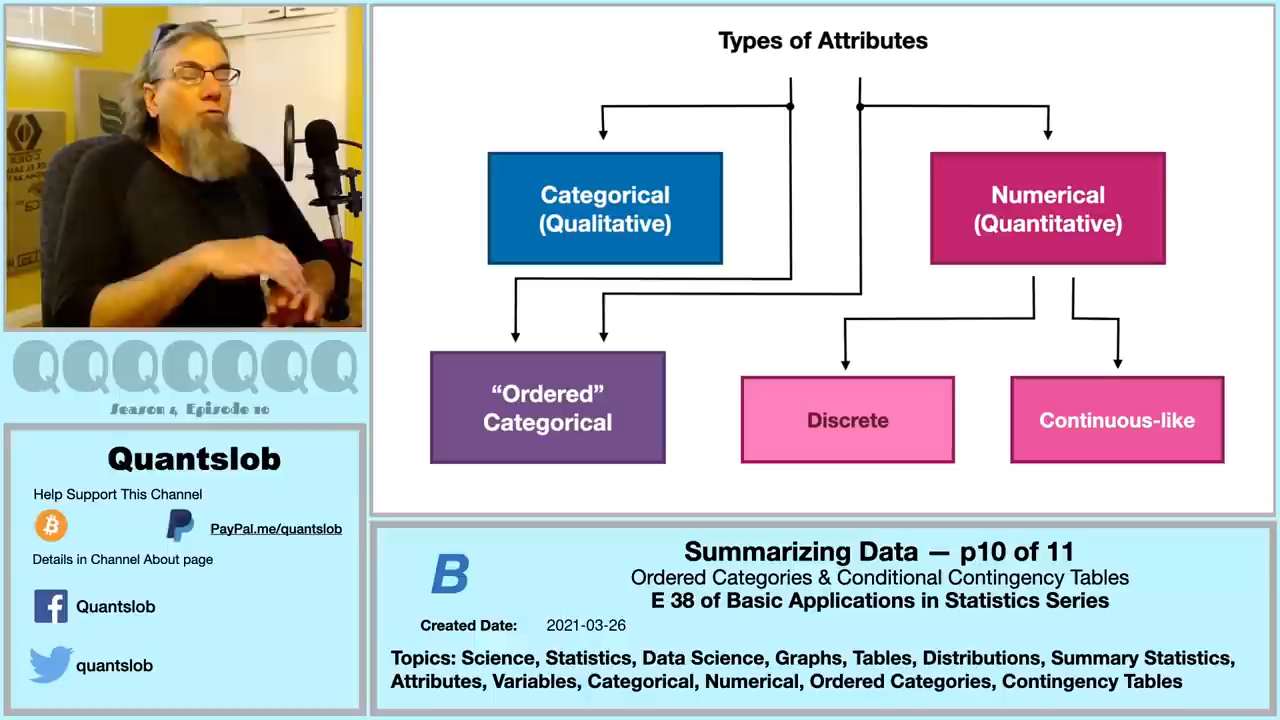 Types of Attributes
Categorical
(Qualitative)
Numerical
(Quantitative)
“Ordered”
Categorical
Discrete
Continuous-like
QQQQQQQ
Season 4, Episode 10
Quantslob
Help Support This Channel
PayPal.me/quantslob
Details in Channel About page
Quantslob
quantslob
B
Summarizing Data — p10 of 11
Ordered Categories & Conditional Contingency Tables
E 38 of Basic Applications in Statistics Series
Created Date: 2021-03-26
Topics: Science, Statistics, Data Science, Graphs, Tables, Distributions, Summary Statistics,
Attributes, Variables, Categorical, Numerical, Ordered Categories, Contingency Tables